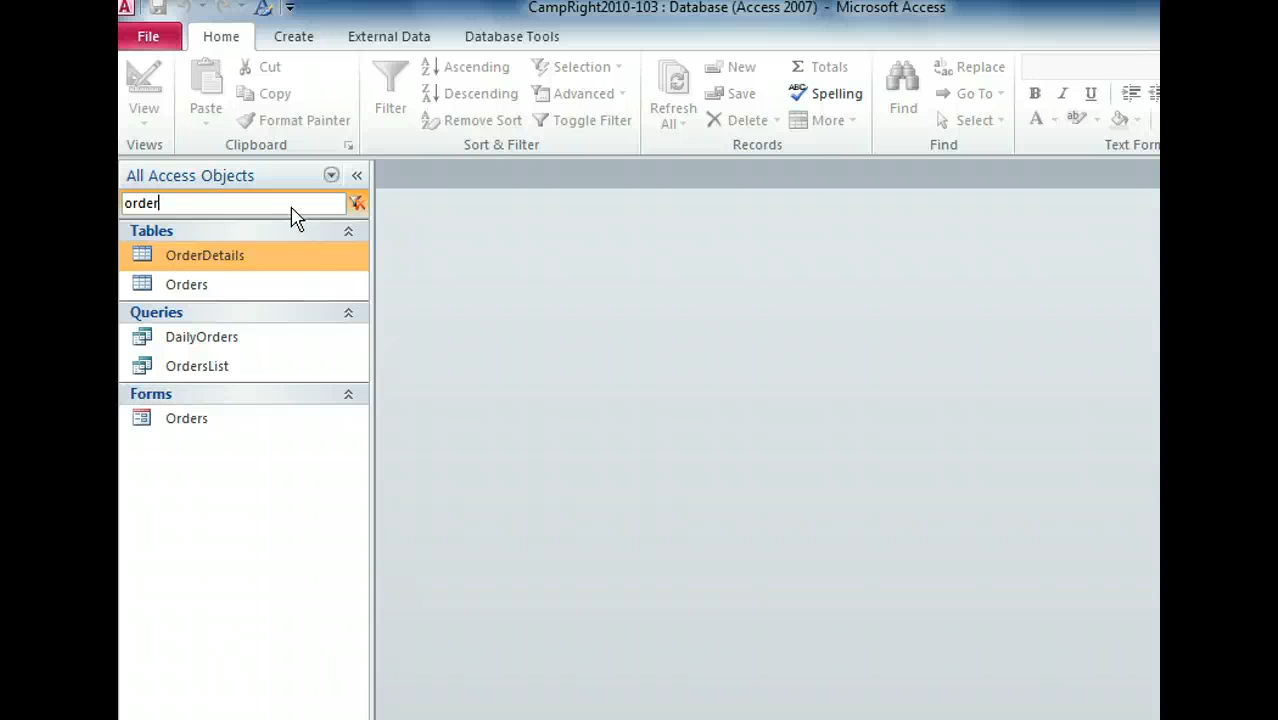 CampRight2010-103 : Database (Access 2007) - Microsoft Access
File Home Create External Data Database Tools
Cut Ascending Selection New Totals Replace
View Paste Copy Filter Descending Advanced Refresh All Save Spelling Find Go To B I U
Format Painter Remove Sort Toggle Filter Delete More Select A ab
Views Clipboard Sort & Filter Records Find Text Form
All Access Objects
order
Tables
OrderDetails
Orders
Queries
DailyOrders
OrdersList
Forms
Orders